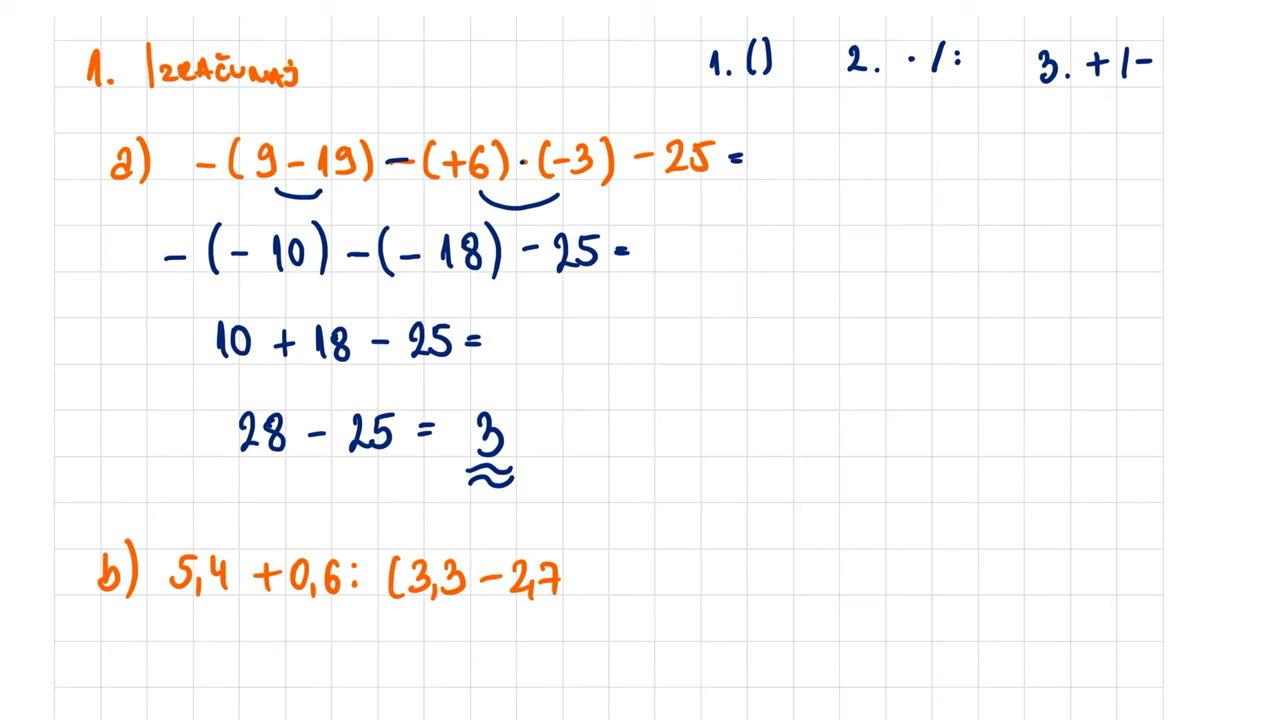 1. Izračunaj
1. () 2. · /: 3. + /-
a) -(9-19)-(+6)·(-3)-25=
-(-10)-(-18)-25=
10+18-25=
28-25=3
b) 5,4+0,6:(3,3-2,7